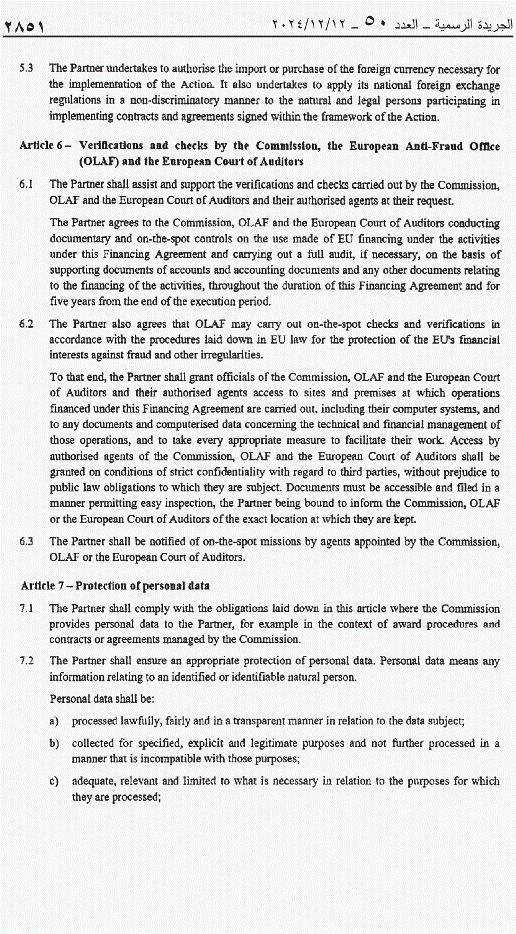 الجريدة الرسمية ــ العدد ٥٠ ــ ٢٠٢٤/١٢/١٢
٢٨٥١
5.3 The Partner undertakes to authorise the import or purchase of the foreign currency necessary for
the implementation of the Action. It also undertakes to apply its national foreign exchange
regulations in a non-discriminatory manner to the natural and legal persons participating in
implementing contracts and agreements signed within the framework of the Action.
Article 6 – Verifications and checks by the Commission, the European Anti-Fraud Office
(OLAF) and the European Court of Auditors
6.1 The Partner shall assist and support the verifications and checks carried out by the Commission,
OLAF and the European Court of Auditors and their authorised agents at their request.
The Partner agrees to the Commission, OLAF and the European Court of Auditors conducting
documentary and on-the-spot controls on the use made of EU financing under the activities
under this Financing Agreement and carrying out a full audit, if necessary, on the basis of
supporting documents of accounts and accounting documents and any other documents relating
to the financing of the activities, throughout the duration of this Financing Agreement and for
five years from the end of the execution period.
6.2 The Partner also agrees that OLAF may carry out on-the-spot checks and verifications in
accordance with the procedures laid down in EU law for the protection of the EU's financial
interests against fraud and other irregularities.
To that end, the Partner shall grant officials of the Commission, OLAF and the European Court
of Auditors and their authorised agents access to sites and premises at which operations
financed under this Financing Agreement are carried out, including their computer systems, and
to any documents and computerised data concerning the technical and financial management of
those operations, and to take every appropriate measure to facilitate their work. Access by
authorised agents of the Commission, OLAF and the European Court of Auditors shall be
granted on conditions of strict confidentiality with regard to third parties, without prejudice to
public law obligations to which they are subject. Documents must be accessible and filed in a
manner permitting easy inspection, the Partner being bound to inform the Commission, OLAF
or the European Court of Auditors of the exact location at which they are kept.
6.3 The Partner shall be notified of on-the-spot missions by agents appointed by the Commission,
OLAF or the European Court of Auditors.
Article 7 – Protection of personal data
7.1 The Partner shall comply with the obligations laid down in this article where the Commission
provides personal data to the Partner, for example in the context of award procedures and
contracts or agreements managed by the Commission.
7.2 The Partner shall ensure an appropriate protection of personal data. Personal data means any
information relating to an identified or identifiable natural person.
Personal data shall be:
a) processed lawfully, fairly and in a transparent manner in relation to the data subject;
b) collected for specified, explicit and legitimate purposes and not further processed in a
manner that is incompatible with those purposes;
c) adequate, relevant and limited to what is necessary in relation to the purposes for which
they are processed;